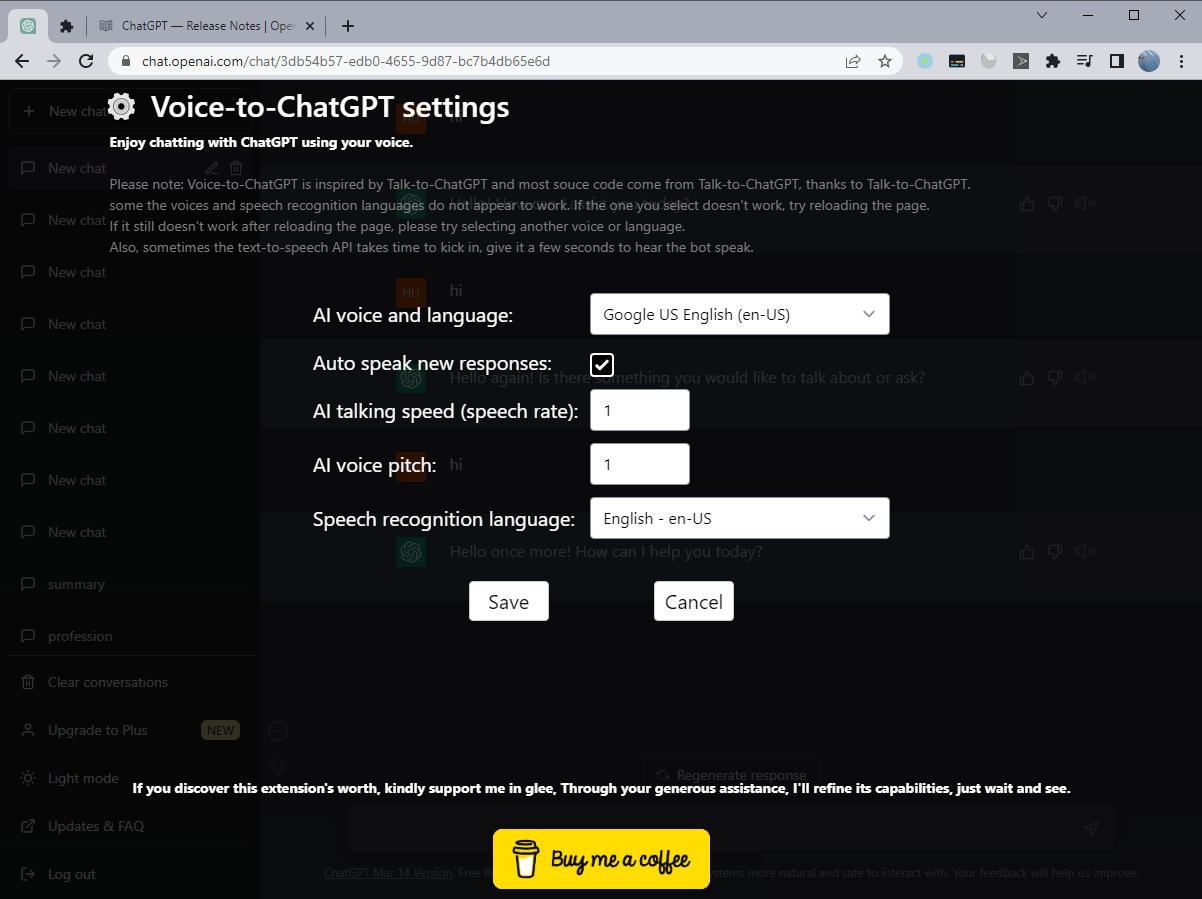 ChatGPT — Release Notes | Ope
chat.openai.com/chat/3db54b57-edb0-4655-9d87-bc7b4db65e6d
New chat
Voice-to-ChatGPT settings
HU
hi
Enjoy chatting with ChatGPT using your voice.
New chat
Please note: Voice-to-ChatGPT is inspired by Talk-to-ChatGPT and most souce code come from Talk-to-ChatGPT, thanks to Talk-to-ChatGPT.
New chat
some the voices and speech recognition languages do not appear to work. If the one you select doesn't work, try reloading the page.
Hello! How can I assist you today?
If it still doesn't work after reloading the page, please try selecting another voice or language.
Also, sometimes the text-to-speech API takes time to kick in, give it a few seconds to hear the bot speak.
New chat
HU
hi
AI voice and language:
Google US English (en-US)
New chat
Auto speak new responses:
New chat
Hello again! Is there something you would like to talk about or ask?
AI talking speed (speech rate):
1
New chat
AI voice pitch:
1
hi
New chat
Speech recognition language:
English - en-US
New chat
Hello once more! How can I help you today?
summary
Save
Cancel
profession
Clear conversations
Upgrade to Plus
NEW
Light mode
Regenerate response
If you discover this extension's worth, kindly support me in glee, Through your generous assistance, I'll refine its capabilities, just wait and see.
Updates & FAQ
Buy me a coffee
Log out
ChatGPT Mar 14 Version. Free R
ystems more natural and safe to interact with. Your feedback will help us improve.